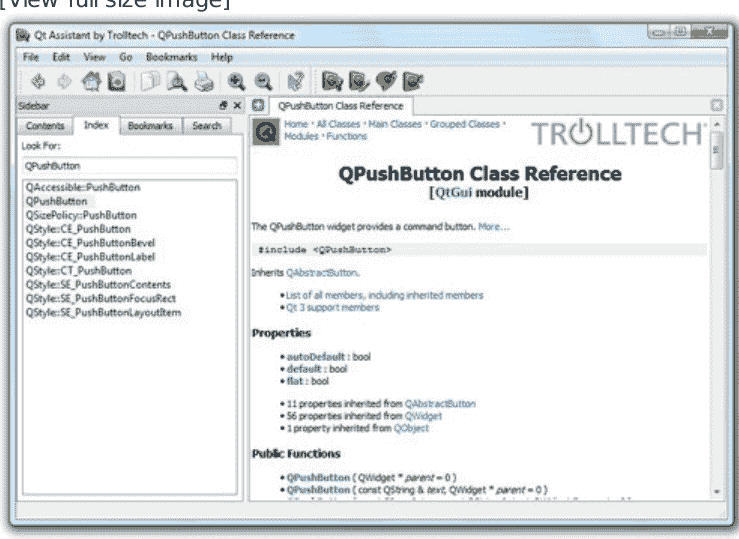 [View full size image]
Qt Assistant by Trolltech - QPushButton Class Reference
File Edit View Go Bookmarks Help
Sidebar
Contents Index Bookmarks Search
Look For:
QPushButton
QAccessible::PushButton
QPushButton
QSizePolicy::PushButton
QStyle::CE_PushButton
QStyle::CE_PushButtonBevel
QStyle::CE_PushButtonLabel
QStyle::CT_PushButton
QStyle::SE_PushButtonContents
QStyle::SE_PushButtonFocusRect
QStyle::SE_PushButtonLayoutItem
QPushButton Class Reference
Home · All Classes · Main Classes · Grouped Classes ·
Modules · Functions
TROLLTECH
QPushButton Class Reference
[QtGui module]
The QPushButton widget provides a command button. More...
#include <QPushButton>
Inherits QAbstractButton.
• List of all members, including inherited members
• Qt 3 support members
Properties
• autoDefault : bool
• default : bool
• flat : bool
• 11 properties inherited from QAbstractButton
• 56 properties inherited from QWidget
• 1 property inherited from QObject
Public Functions
• QPushButton ( QWidget * parent = 0 )
• QPushButton ( const QString & text, QWidget * parent = 0 )